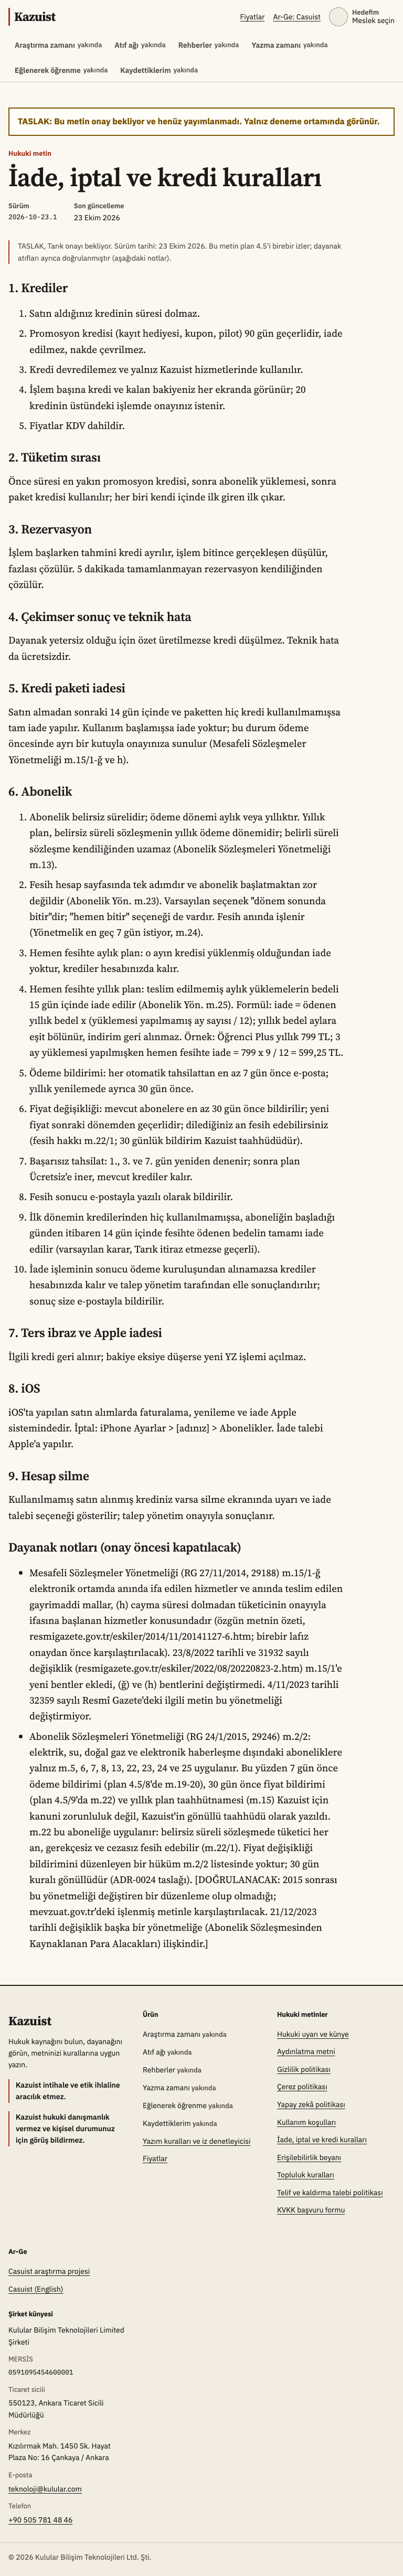 Kazuist
Fiyatlar Ar-Ge: Casuist
Hedefim
Meslek seçin
Araştırma zamanı yakında Atıf ağı yakında Rehberler yakında Yazma zamanı yakında
Eğlenerek öğrenme yakında Kaydettiklerim yakında
TASLAK: Bu metin onay bekliyor ve henüz yayımlanmadı. Yalnız deneme ortamında görünür.
Hukuki metin
İade, iptal ve kredi kuralları
Sürüm
2026-10-23.1
Son güncelleme
23 Ekim 2026
TASLAK, Tarık onayı bekliyor. Sürüm tarihi: 23 Ekim 2026. Bu metin plan 4.5'i birebir izler; dayanak
atıfları ayrıca doğrulanmıştır (aşağıdaki notlar).
1. Krediler
1. Satın aldığınız kredinin süresi dolmaz.
2. Promosyon kredisi (kayıt hediyesi, kupon, pilot) 90 gün geçerlidir, iade
edilmez, nakde çevrilmez.
3. Kredi devredilemez ve yalnız Kazuist hizmetlerinde kullanılır.
4. İşlem başına kredi ve kalan bakiyeniz her ekranda görünür; 20
kredinin üstündeki işlemde onayınız istenir.
5. Fiyatlar KDV dahildir.
2. Tüketim sırası
Önce süresi en yakın promosyon kredisi, sonra abonelik yüklemesi, sonra
paket kredisi kullanılır; her biri kendi içinde ilk giren ilk çıkar.
3. Rezervasyon
İşlem başlarken tahmini kredi ayrılır, işlem bitince gerçekleşen düşülür,
fazlası çözülür. 5 dakikada tamamlanmayan rezervasyon kendiliğinden
çözülür.
4. Çekimser sonuç ve teknik hata
Dayanak yetersiz olduğu için özet üretilmezse kredi düşülmez. Teknik hata
da ücretsizdir.
5. Kredi paketi iadesi
Satın almadan sonraki 14 gün içinde ve paketten hiç kredi kullanılmamışsa
tam iade yapılır. Kullanım başlamışsa iade yoktur; bu durum ödeme
öncesinde ayrı bir kutuyla onayınıza sunulur (Mesafeli Sözleşmeler
Yönetmeliği m.15/1-ğ ve h).
6. Abonelik
1. Abonelik belirsiz sürelidir; ödeme dönemi aylık veya yıllıktır. Yıllık
plan, belirsiz süreli sözleşmenin yıllık ödeme dönemidir; belirli süreli
sözleşme kendiliğinden uzamaz (Abonelik Sözleşmeleri Yönetmeliği
m.13).
2. Fesih hesap sayfasında tek adımdır ve abonelik başlatmaktan zor
değildir (Abonelik Yön. m.23). Varsayılan seçenek "dönem sonunda
bitir"dir; "hemen bitir" seçeneği de vardır. Fesih anında işlenir
(Yönetmelik en geç 7 gün istiyor, m.24).
3. Hemen fesihte aylık plan: o ayın kredisi yüklenmiş olduğundan iade
yoktur, krediler hesabınızda kalır.
4. Hemen fesihte yıllık plan: teslim edilmemiş aylık yüklemelerin bedeli
15 gün içinde iade edilir (Abonelik Yön. m.25). Formül: iade = ödenen
yıllık bedel x (yüklemesi yapılmamış ay sayısı / 12); yıllık bedel aylara
eşit bölünür, indirim geri alınmaz. Örnek: Öğrenci Plus yıllık 799 TL; 3
ay yüklemesi yapılmışken hemen fesihte iade = 799 x 9 / 12 = 599,25 TL.
5. Ödeme bildirimi: her otomatik tahsilattan en az 7 gün önce e-posta;
yıllık yenilemede ayrıca 30 gün önce.
6. Fiyat değişikliği: mevcut abonelere en az 30 gün önce bildirilir; yeni
fiyat sonraki dönemden geçerlidir; dilediğiniz an fesih edebilirsiniz
(fesih hakkı m.22/1; 30 günlük bildirim Kazuist taahhüdüdür).
7. Başarısız tahsilat: 1., 3. ve 7. gün yeniden denenir; sonra plan
Ücretsiz'e iner, mevcut krediler kalır.
8. Fesih sonucu e-postayla yazılı olarak bildirilir.
9. İlk dönemin kredilerinden hiç kullanılmamışsa, aboneliğin başladığı
günden itibaren 14 gün içinde fesihte ödenen bedelin tamamı iade
edilir (varsayılan karar, Tarık itiraz etmezse geçerli).
10. İade işleminin sonucu ödeme kuruluşundan alınamazsa krediler
hesabınızda kalır ve talep yönetim tarafından elle sonuçlandırılır;
sonuç size e-postayla bildirilir.
7. Ters ibraz ve Apple iadesi
İlgili kredi geri alınır; bakiye eksiye düşerse yeni YZ işlemi açılmaz.
8. iOS
iOS'ta yapılan satın alımlarda faturalama, yenileme ve iade Apple
sistemindedir. İptal: iPhone Ayarlar > [adınız] > Abonelikler. İade talebi
Apple'a yapılır.
9. Hesap silme
Kullanılmamış satın alınmış krediniz varsa silme ekranında uyarı ve iade
talebi seçeneği gösterilir; talep yönetim onayıyla sonuçlanır.
Dayanak notları (onay öncesi kapatılacak)
• Mesafeli Sözleşmeler Yönetmeliği (RG 27/11/2014, 29188) m.15/1-ğ
elektronik ortamda anında ifa edilen hizmetler ve anında teslim edilen
gayrimaddi mallar, (h) cayma süresi dolmadan tüketicinin onayıyla
ifasına başlanan hizmetler konusundadır (özgün metnin özeti,
resmigazete.gov.tr/eskiler/2014/11/20141127-6.htm; birebir lafız
onaydan önce karşılaştırılacak). 23/8/2022 tarihli ve 31932 sayılı
değişiklik (resmigazete.gov.tr/eskiler/2022/08/20220823-2.htm) m.15/1'e
yeni bentler ekledi, (ğ) ve (h) bentlerini değiştirmedi. 4/11/2023 tarihli
32359 sayılı Resmî Gazete'deki ilgili metin bu yönetmeliği
değiştirmiyor.
• Abonelik Sözleşmeleri Yönetmeliği (RG 24/1/2015, 29246) m.2/2:
elektrik, su, doğal gaz ve elektronik haberleşme dışındaki aboneliklere
yalnız m.5, 6, 7, 8, 13, 22, 23, 24 ve 25 uygulanır. Bu yüzden 7 gün önce
ödeme bildirimi (plan 4.5/8'de m.19-20), 30 gün önce fiyat bildirimi
(plan 4.5/9'da m.22) ve yıllık plan taahhütnamesi (m.15) Kazuist için
kanuni zorunluluk değil, Kazuist'in gönüllü taahhüdü olarak yazıldı.
m.22 bu aboneliğe uygulanır: belirsiz süreli sözleşmede tüketici her
an, gerekçesiz ve cezasız fesih edebilir (m.22/1). Fiyat değişikliği
bildirimini düzenleyen bir hüküm m.2/2 listesinde yoktur; 30 gün
kuralı gönüllüdür (ADR-0024 taslağı). [DOĞRULANACAK: 2015 sonrası
bu yönetmeliği değiştiren bir düzenleme olup olmadığı;
mevzuat.gov.tr'deki işlenmiş metinle karşılaştırılacak. 21/12/2023
tarihli değişiklik başka bir yönetmeliğe (Abonelik Sözleşmesinden
Kaynaklanan Para Alacakları) ilişkindir.]
Kazuist
Hukuk kaynağını bulun, dayanağını
görün, metninizi kurallarına uygun
yazın.
Kazuist intihale ve etik ihlaline
aracılık etmez.
Kazuist hukuki danışmanlık
vermez ve kişisel durumunuz
için görüş bildirmez.
Ürün
Araştırma zamanı yakında
Atıf ağı yakında
Rehberler yakında
Yazma zamanı yakında
Eğlenerek öğrenme yakında
Kaydettiklerim yakında
Yazım kuralları ve iz denetleyicisi
Fiyatlar
Hukuki metinler
Hukuki uyarı ve künye
Aydınlatma metni
Gizlilik politikası
Çerez politikası
Yapay zekâ politikası
Kullanım koşulları
İade, iptal ve kredi kuralları
Erişilebilirlik beyanı
Topluluk kuralları
Telif ve kaldırma talebi politikası
KVKK başvuru formu
Ar-Ge
Casuist araştırma projesi
Casuist (English)
Şirket künyesi
Kulular Bilişim Teknolojileri Limited
Şirketi
MERSİS
0591095454600001
Ticaret sicili
550123, Ankara Ticaret Sicili
Müdürlüğü
Merkez
Kızılırmak Mah. 1450 Sk. Hayat
Plaza No: 16 Çankaya / Ankara
E-posta
teknoloji@kulular.com
Telefon
+90 505 781 48 46
© 2026 Kulular Bilişim Teknolojileri Ltd. Şti.